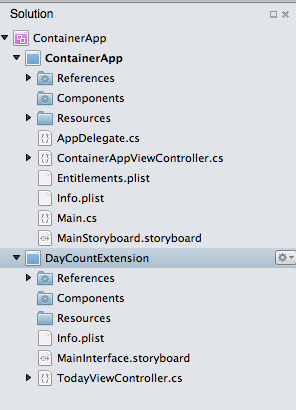 Solution
ContainerApp
ContainerApp
References
Components
Resources
AppDelegate.cs
ContainerAppViewController.cs
Entitlements.plist
Info.plist
Main.cs
MainStoryboard.storyboard
DayCountExtension
References
Components
Resources
Info.plist
MainInterface.storyboard
TodayViewController.cs